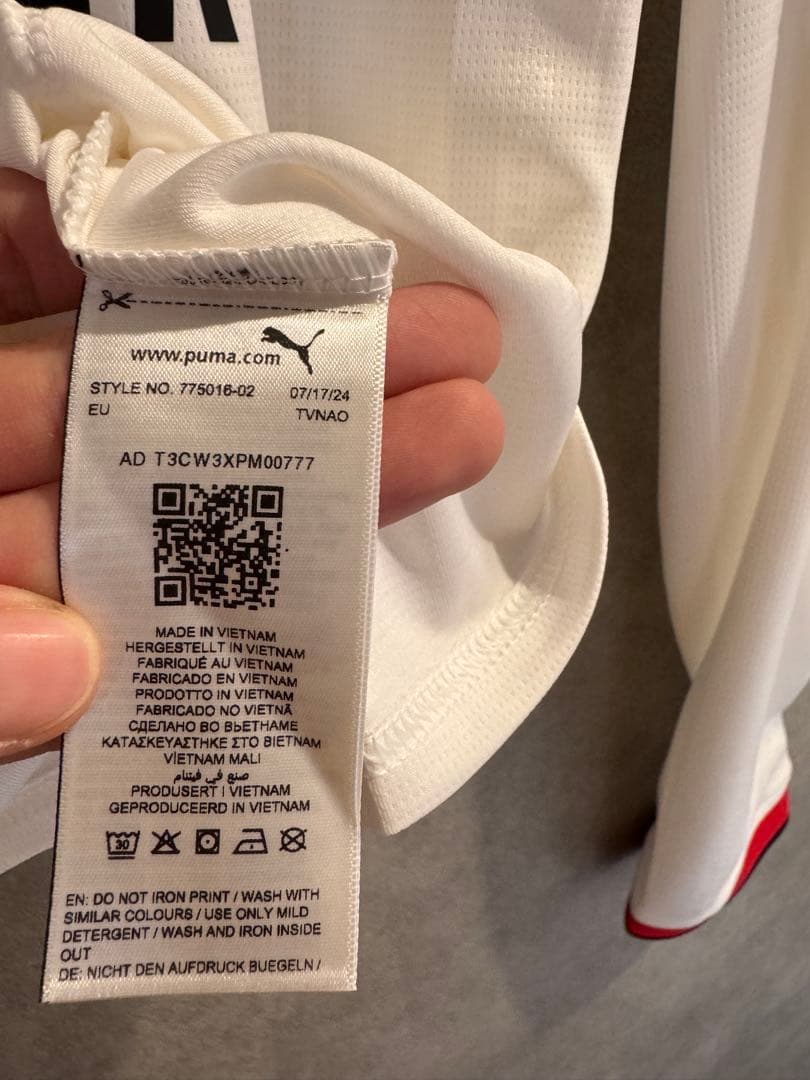 www.puma.com
STYLE NO. 775016-02 07/17/24
EU TVNAO
AD T3CW3XPM00777
MADE IN VIETNAM
HERGESTELLT IN VIETNAM
FABRIQUÉ AU VIETNAM
FABRICADO EN VIETNAM
PRODOTTO IN VIETNAM
FABRICADO NO VIETNÃ
СДЕЛАНО ВО ВЬЕТНАМЕ
ΚΑΤΑΣΚΕΥΑΣΤΗΚΕ ΣΤΟ ΒΙΕΤΝΑΜ
VİETNAM MALI
صنع في فيتنام
PRODUSERT I VIETNAM
GEPRODUCEERD IN VIETNAM
30
EN: DO NOT IRON PRINT / WASH WITH
SIMILAR COLOURS / USE ONLY MILD
DETERGENT / WASH AND IRON INSIDE
OUT
DE: NICHT DEN AUFDRUCK BUEGELN /